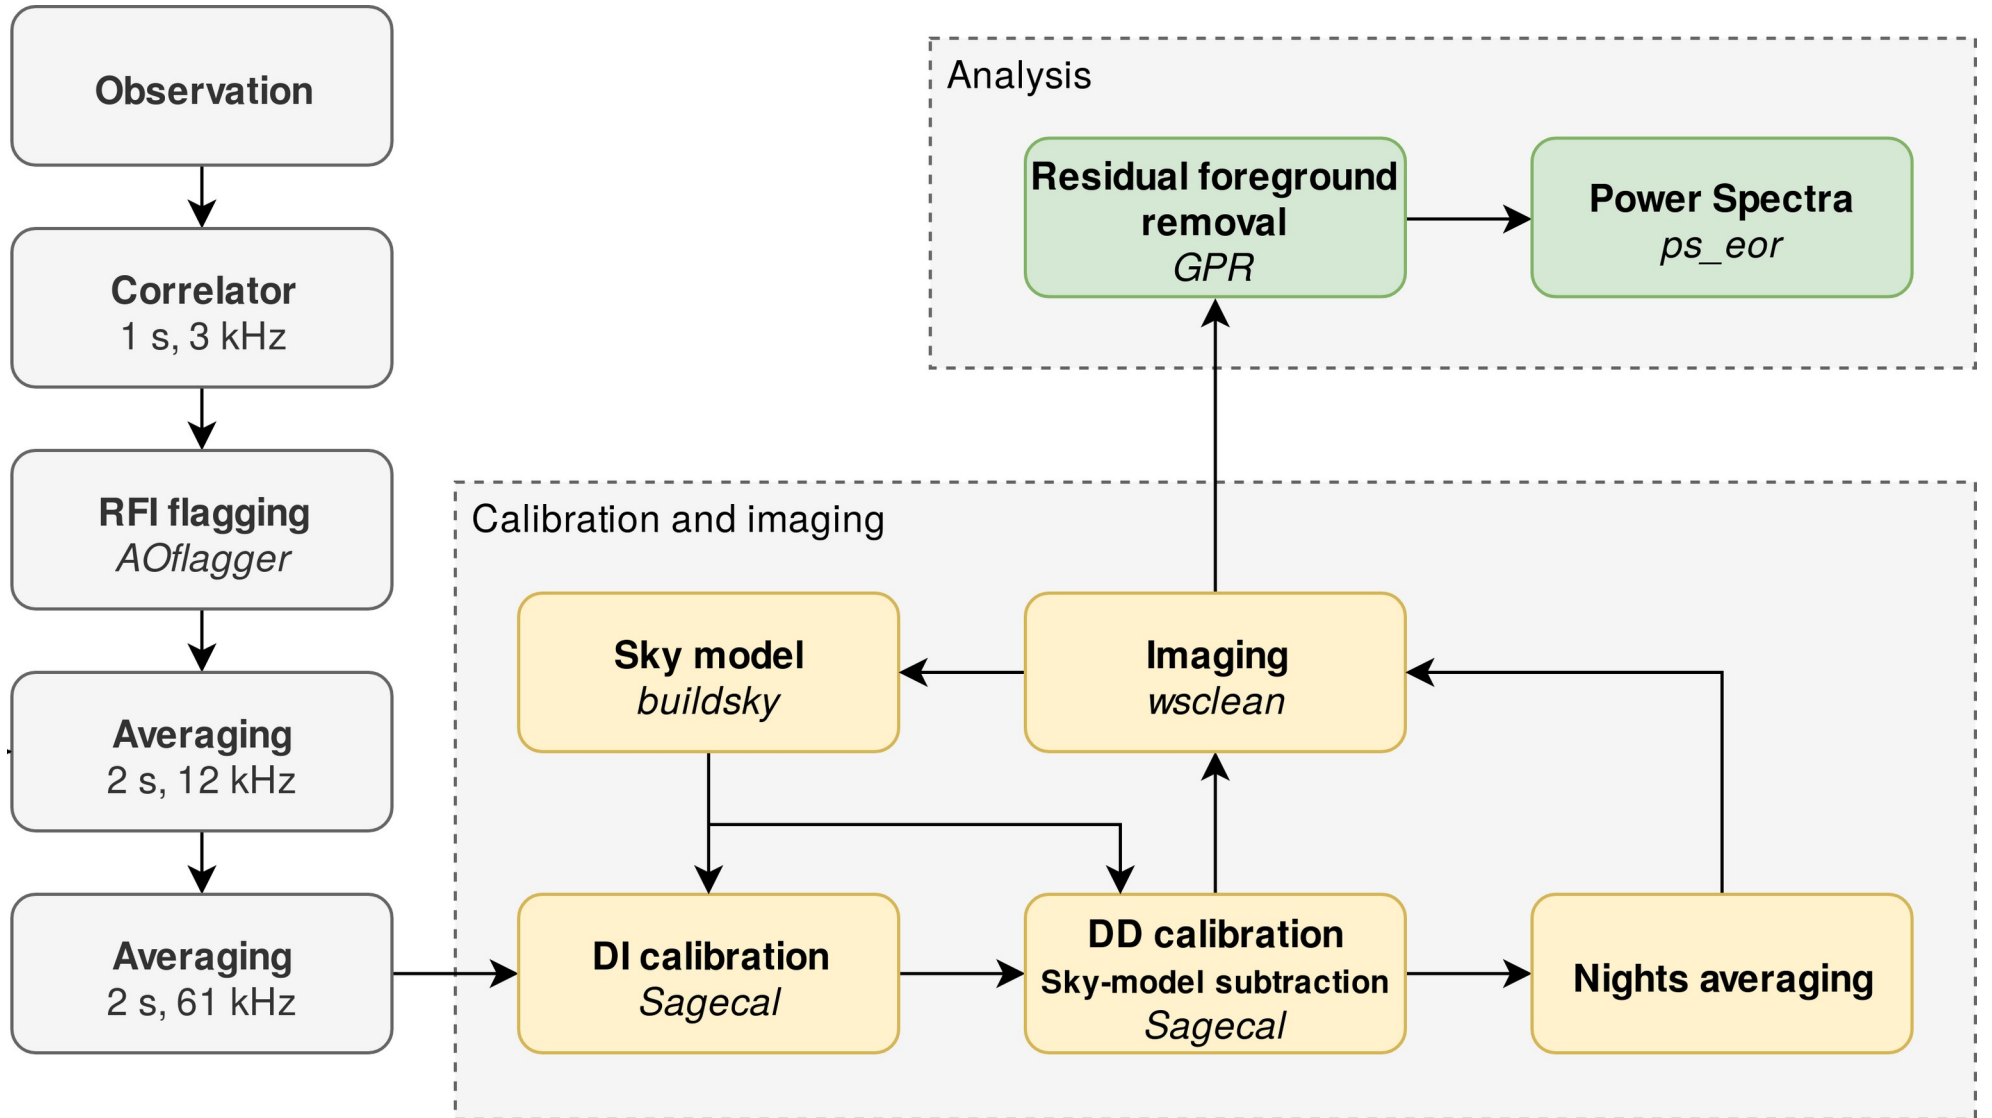 Observation
Correlator
1 s, 3 kHz
RFI flagging
AOflagger
Averaging
2 s, 12 kHz
Averaging
2 s, 61 kHz
Analysis
Residual foreground
removal
GPR
Power Spectra
ps_eor
Calibration and imaging
Sky model
buildsky
Imaging
wsclean
DI calibration
Sagecal
DD calibration
Sky-model subtraction
Sagecal
Nights averaging